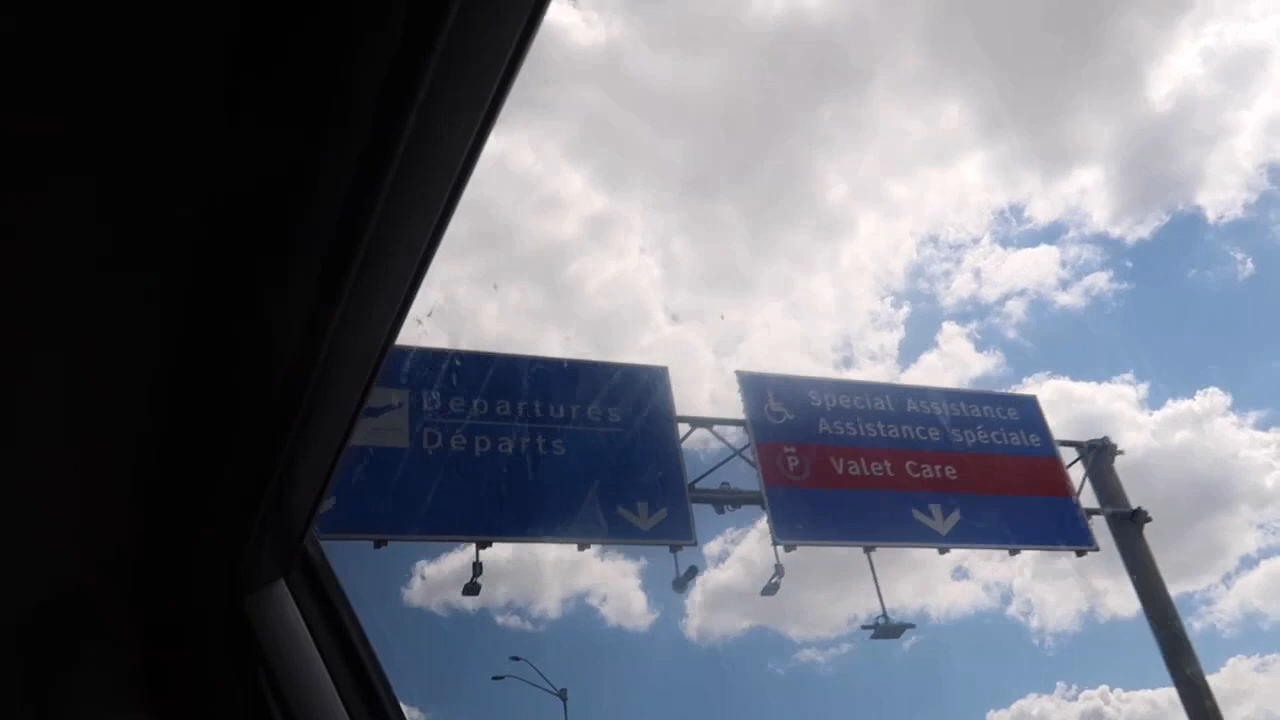 Departures
Départs
Special Assistance
Assistance spéciale
P Valet Care